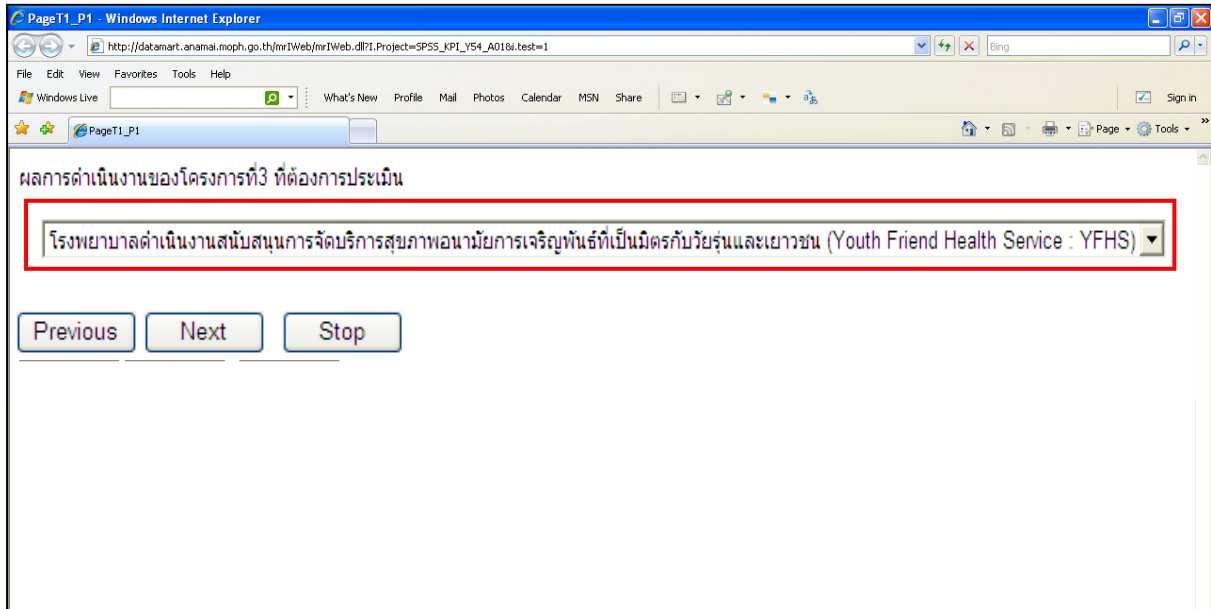 PageT1_P1 - Windows Internet Explorer
http://datamart.anamai.moph.go.th/mrIWeb/mrIWeb.dll?I.Project=SPSS_KPI_Y54_A018&i.test=1
Bing
File Edit View Favorites Tools Help
Windows Live What's New Profile Mail Photos Calendar MSN Share Sign in
PageT1_P1 Page Tools
ผลการดำเนินงานของโครงการที่3 ที่ต้องการประเมิน
โรงพยาบาลดำเนินงานสนับสนุนการจัดบริการสุขภาพอนามัยการเจริญพันธ์ที่เป็นมิตรกับวัยรุ่นและเยาวชน (Youth Friend Health Service : YFHS)
Previous Next Stop